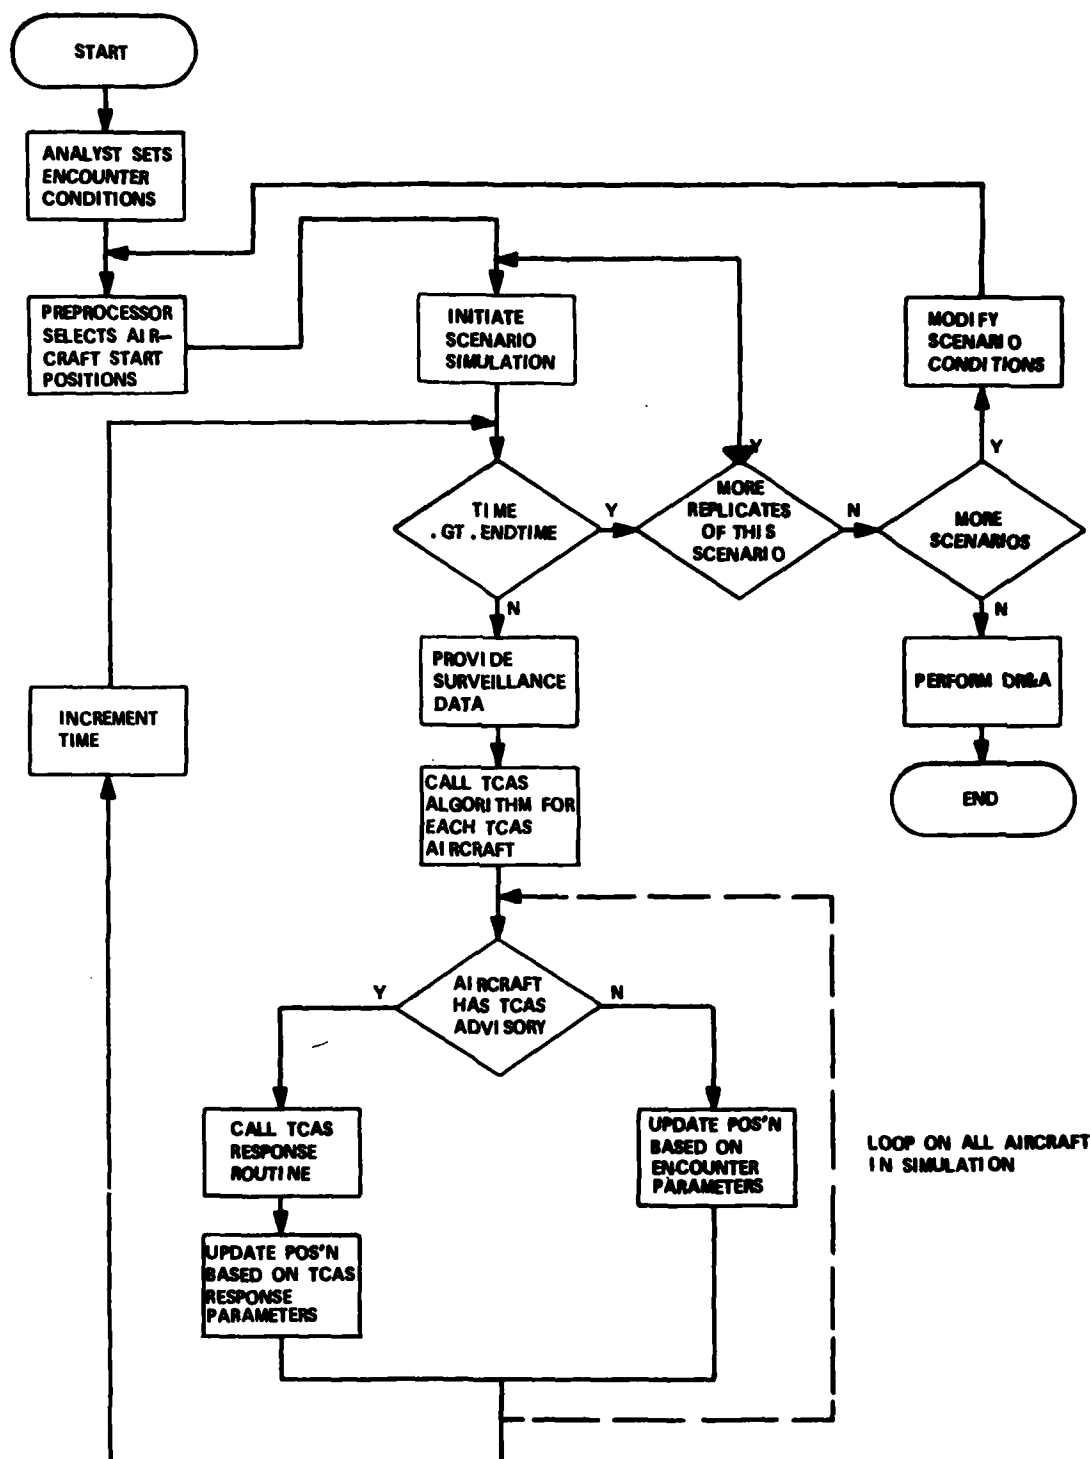 START
ANALYST SETS
ENCOUNTER
CONDITIONS
PREPROCESSOR
SELECTS AIR-
CRAFT START
POSITIONS
INITIATE
SCENARIO
SIMULATION
MODIFY
SCENARIO
CONDITIONS
TIME
.GT.ENDTIME
Y
Y
MORE
REPLICATES
OF THIS
SCENARIO
N
Y
MORE
SCENARIOS
N
N
PROVIDE
SURVEILLANCE
DATA
PERFORM DR&A
INCREMENT
TIME
CALL TCAS
ALGORITHM FOR
EACH TCAS
AIRCRAFT
END
Y
AIRCRAFT
HAS TCAS
ADVISORY
N
CALL TCAS
RESPONSE
ROUTINE
UPDATE POS'N
BASED ON
ENCOUNTER
PARAMETERS
LOOP ON ALL AIRCRAFT
IN SIMULATION
UPDATE POS'N
BASED ON TCAS
RESPONSE
PARAMETERS